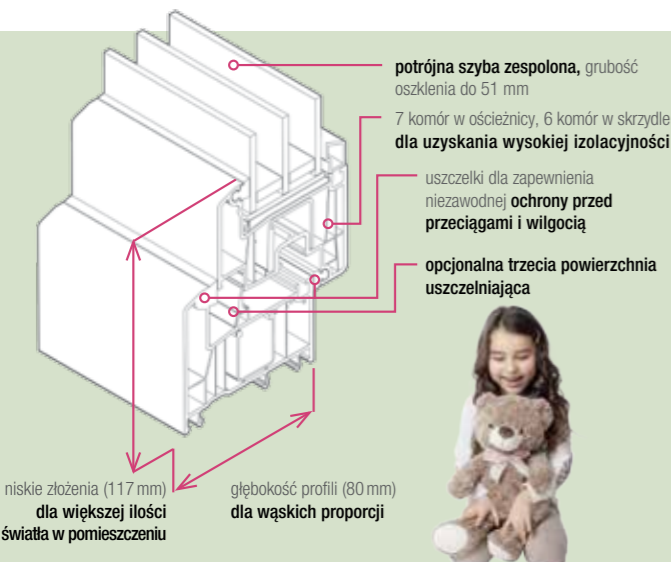 potrójna szyba zespolona, grubość
oszklenia do 51 mm
7 komór w ościeżnicy, 6 komór w skrzydle
dla uzyskania wysokiej izolacyjności
uszczelki dla zapewnienia
niezawodnej ochrony przed
przeciągami i wilgocią
opcjonalna trzecia powierzchnia
uszczelniająca
niskie złożenia (117 mm)
dla większej ilości
światła w pomieszczeniu
głębokość profili (80 mm)
dla wąskich proporcji